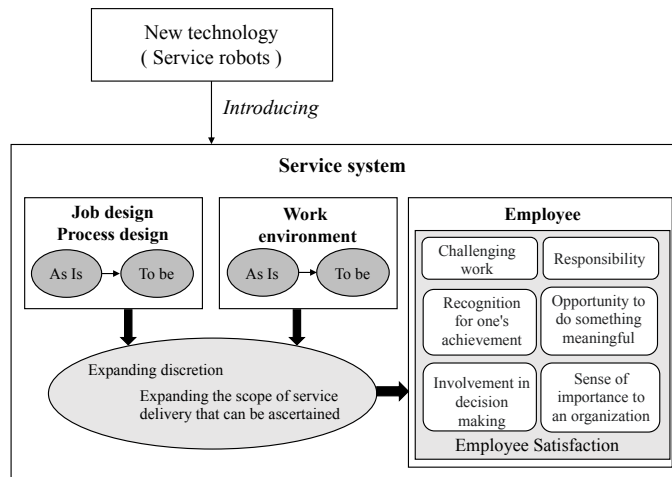 New technology
( Service robots )
Introducing
Service system
Job design
Process design
As Is
To be
Work
environment
As Is
To be
Expanding discretion
Expanding the scope of service
delivery that can be ascertained
Employee
Challenging
work
Responsibility
Recognition
for one's
achievement
Opportunity to
do something
meaningful
Involvement in
decision
making
Sense of
importance to
an organization
Employee Satisfaction